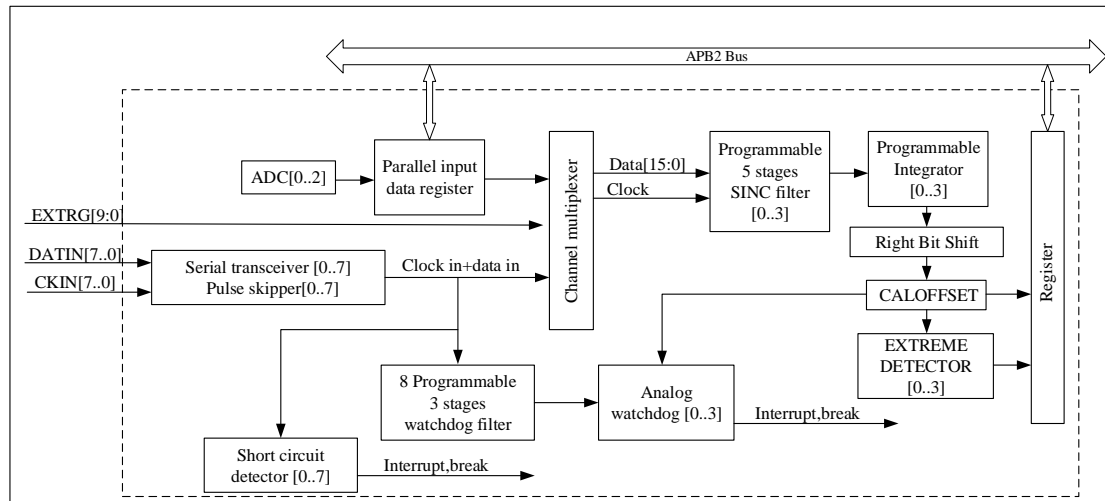 APB2 Bus
ADC[0..2]
Parallel input
data register
Channel multiplexer
Data[15:0]
Clock
Programmable
5 stages
SINC filter
[0..3]
Programmable
Integrator
[0..3]
Register
EXTRG[9:0]
DATIN[7..0]
CKIN[7..0]
Serial transceiver [0..7]
Pulse skipper[0..7]
Clock in+data in
Right Bit Shift
CALOFFSET
EXTREME
DETECTOR
[0..3]
8 Programmable
3 stages
watchdog filter
Analog
watchdog [0..3]
Interrupt,break
Short circuit
detector [0..7]
Interrupt,break